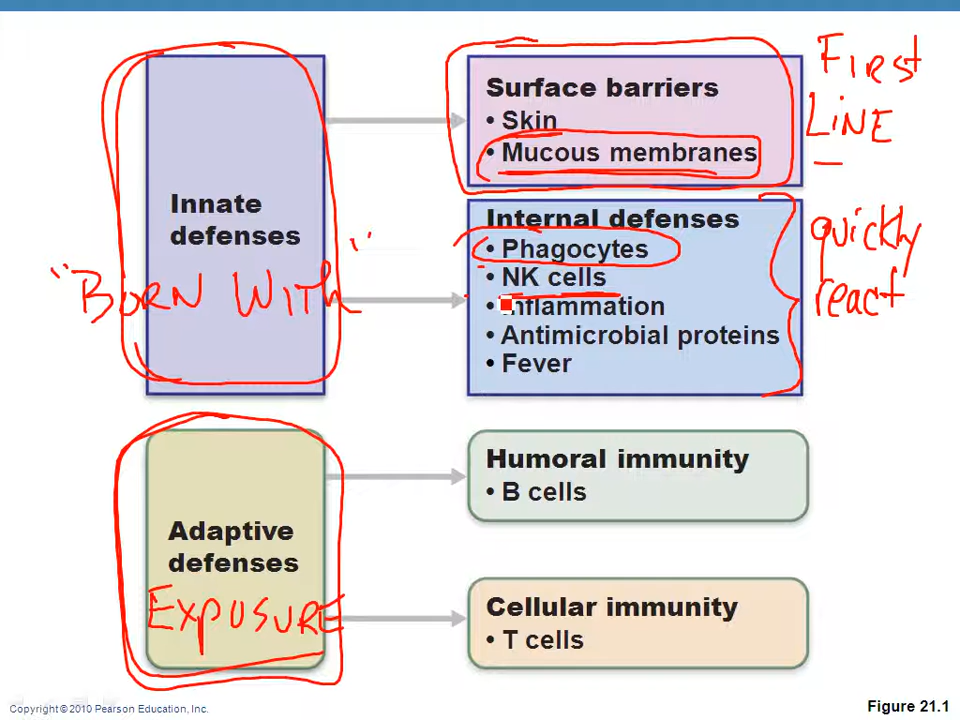 Innate
defenses
"BORN WITh"
Surface barriers
• Skin
• Mucous membranes
First
LiNE
Internal defenses
• Phagocytes
• NK cells
• Inflammation
• Antimicrobial proteins
• Fever
quickly
react
Adaptive
defenses
EXPOSURE
Humoral immunity
• B cells
Cellular immunity
• T cells
Copyright © 2010 Pearson Education, Inc.
Figure 21.1